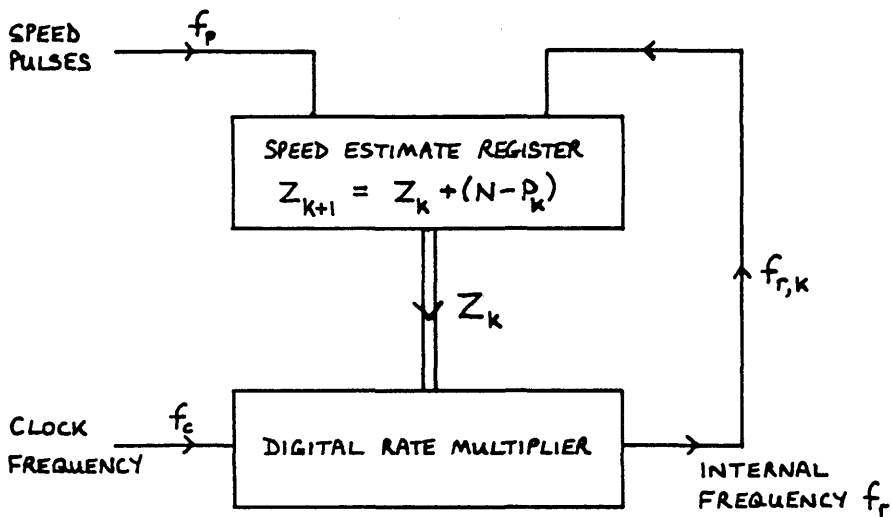 SPEED
PULSES
f_p
SPEED ESTIMATE REGISTER
Z_{k+1} = Z_k + (N-P_k)
f_{r,k}
Z_k
CLOCK
FREQUENCY
f_c
DIGITAL RATE MULTIPLIER
INTERNAL
FREQUENCY f_r